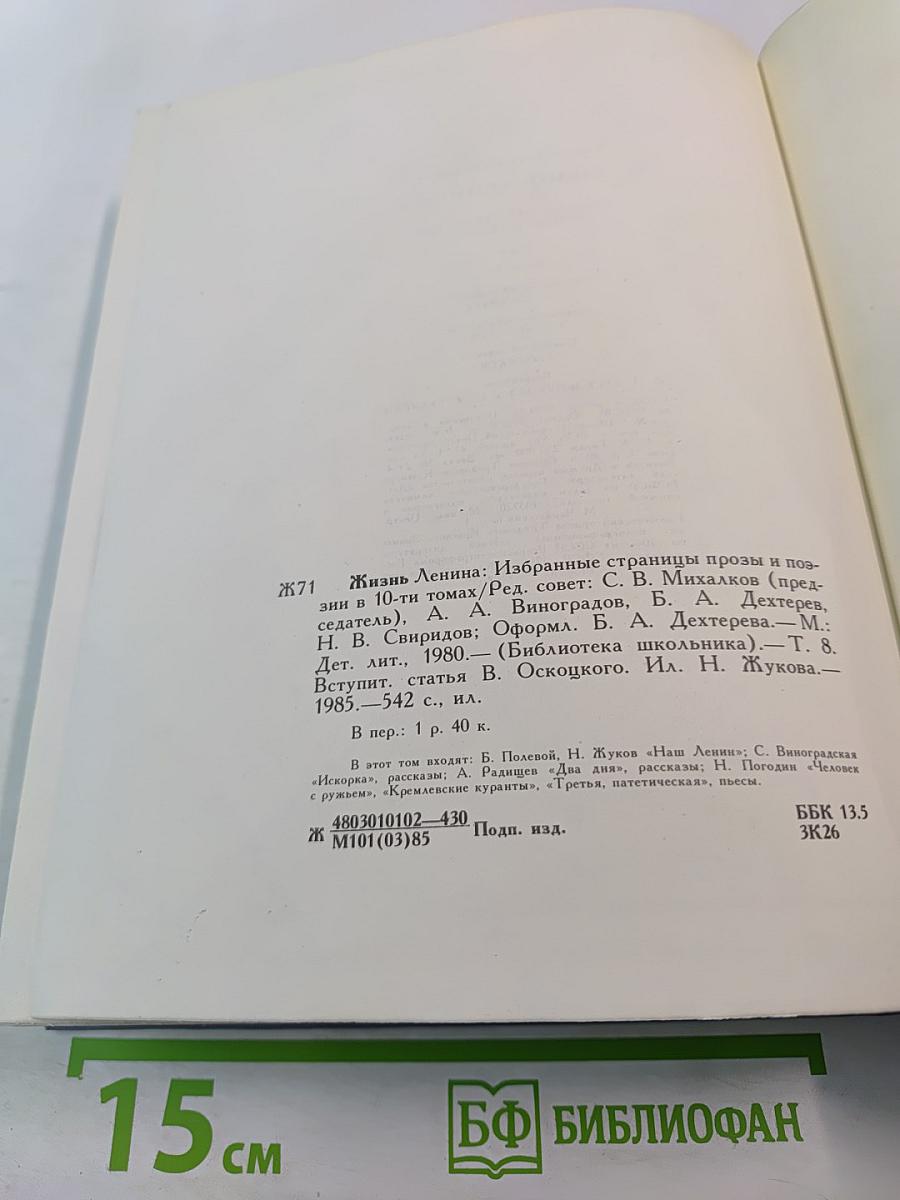 Ж71 Жизнь Ленина: Избранные страницы прозы и поэ-
зии в 10-ти томах/Ред. совет: С. В. Михалков (пред-
седатель), А. А. Виноградов, Б. А. Дехтерев,
Н. В. Свиридов; Оформл. Б. А. Дехтерева.— М.:
Дет. лит., 1980.— (Библиотека школьника).— Т. 8.
Вступит. статья В. Оскоцкого. Ил. Н. Жукова.—
1985.—542 с., ил.
В пер.: 1 р. 40 к.
В этот том входят: Б. Полевой, Н. Жуков «Наш Ленин»; С. Виноградская
«Искорка», рассказы; А. Радищев «Два дня», рассказы; Н. Погодин «Человек
с ружьем», «Кремлевские куранты», «Третья, патетическая», пьесы.
Ж 4803010102—430 Подп. изд.
М101(03)85
ББК 13.5
3К26
15 см
БФ БИБЛИОФАН